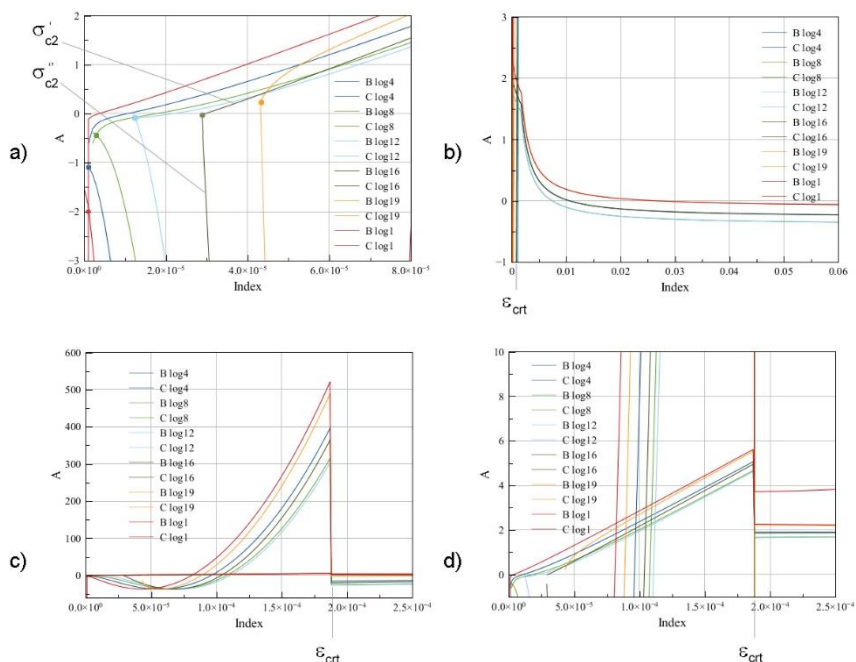 σ'c2
σ''c2
a)
A
2
1
0
−1
−2
−3
0.0×10⁰
2.0×10⁻⁵
4.0×10⁻⁵
6.0×10⁻⁵
8.0×10⁻⁵
Index
B log4
C log4
B log8
C log8
B log12
C log12
B log16
C log16
B log19
C log19
B log1
C log1
b)
A
3
2
1
0
−1
0
0.01
0.02
0.03
0.04
0.05
0.06
Index
εcrt
B log4
C log4
B log8
C log8
B log12
C log12
B log16
C log16
B log19
C log19
B log1
C log1
c)
A
600
500
400
300
200
100
0
0.0×10⁰
5.0×10⁻⁵
1.0×10⁻⁴
1.5×10⁻⁴
2.0×10⁻⁴
2.5×10⁻⁴
Index
εcrt
B log4
C log4
B log8
C log8
B log12
C log12
B log16
C log16
B log19
C log19
B log1
C log1
d)
A
10
8
6
4
2
0
0.0×10⁰
5.0×10⁻⁵
1.0×10⁻⁴
1.5×10⁻⁴
2.0×10⁻⁴
2.5×10⁻⁴
Index
εcrt
B log4
C log4
B log8
C log8
B log12
C log12
B log16
C log16
B log19
C log19
B log1
C log1